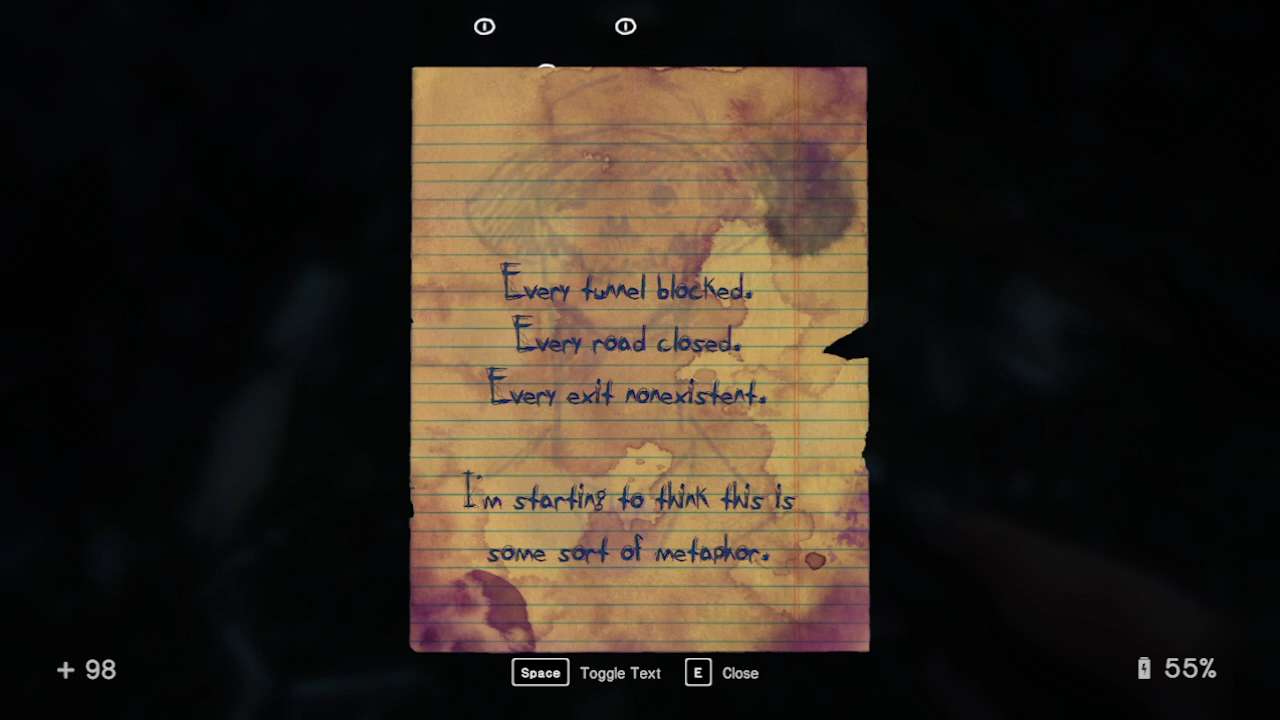 Every tunnel blocked.
Every road closed.
Every exit nonexistent.
I'm starting to think this is
some sort of metaphor.
+ 98
Space Toggle Text E Close
55%